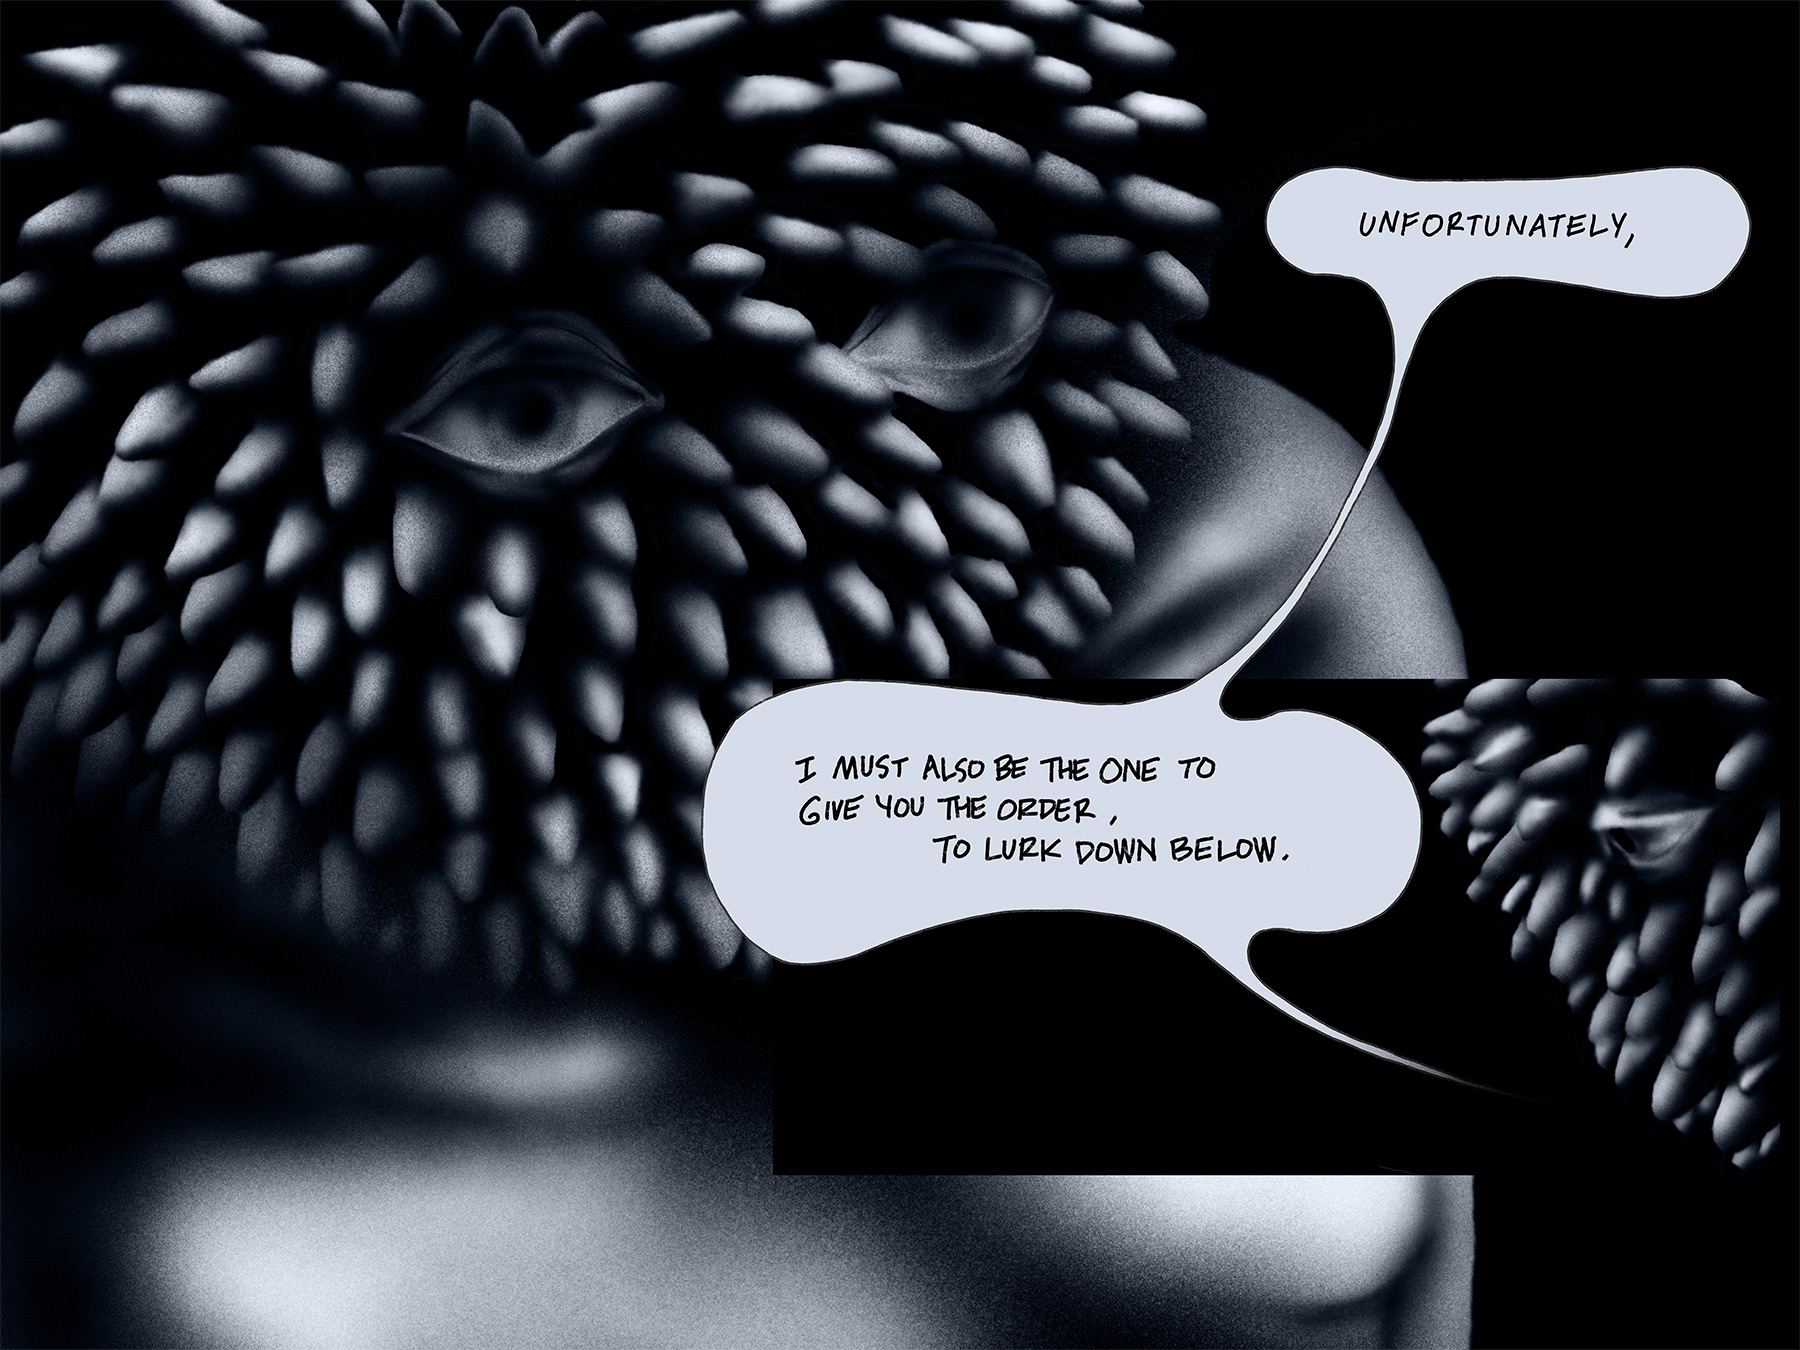 UNFORTUNATELY,
I MUST ALSO BE THE ONE TO
GIVE YOU THE ORDER,
TO LURK DOWN BELOW.